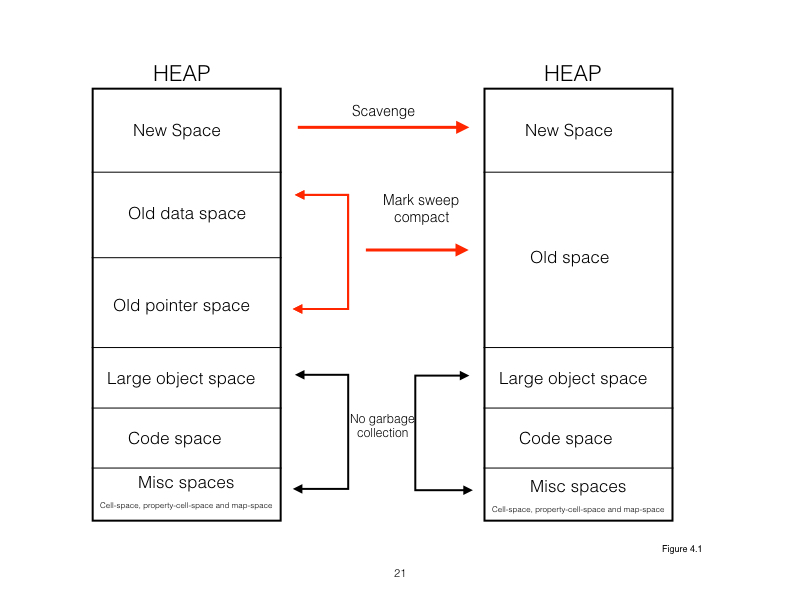 HEAP
New Space
Old data space
Old pointer space
Large object space
Code space
Misc spaces
Cell-space, property-cell-space and map-space
Scavenge
Mark sweep
compact
No garbage
collection
HEAP
New Space
Old space
Large object space
Code space
Misc spaces
Cell-space, property-cell-space and map-space
Figure 4.1
21